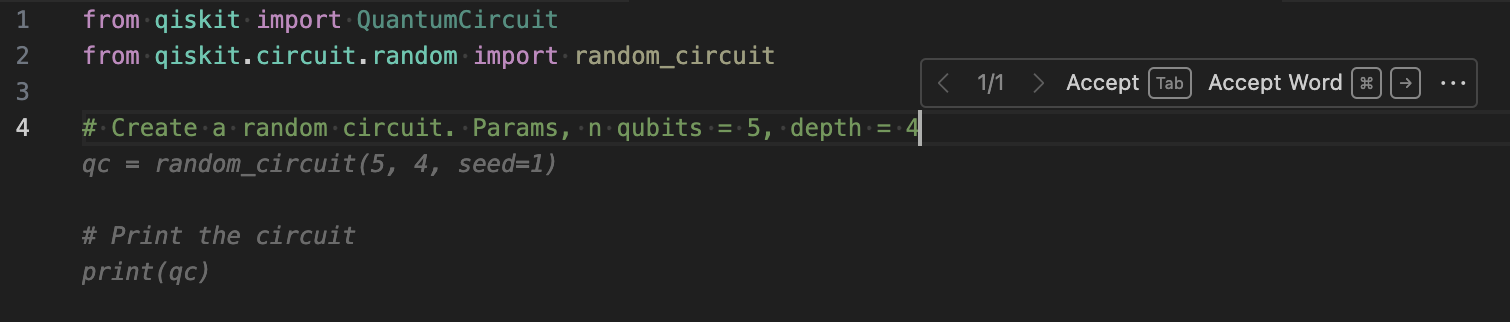 1 from qiskit import QuantumCircuit
2 from qiskit.circuit.random import random_circuit
< 1/1 > Accept Tab Accept Word ⌘ → ···
3
4 # Create a random circuit. Params, n qubits = 5, depth = 4
qc = random_circuit(5, 4, seed=1)
# Print the circuit
print(qc)